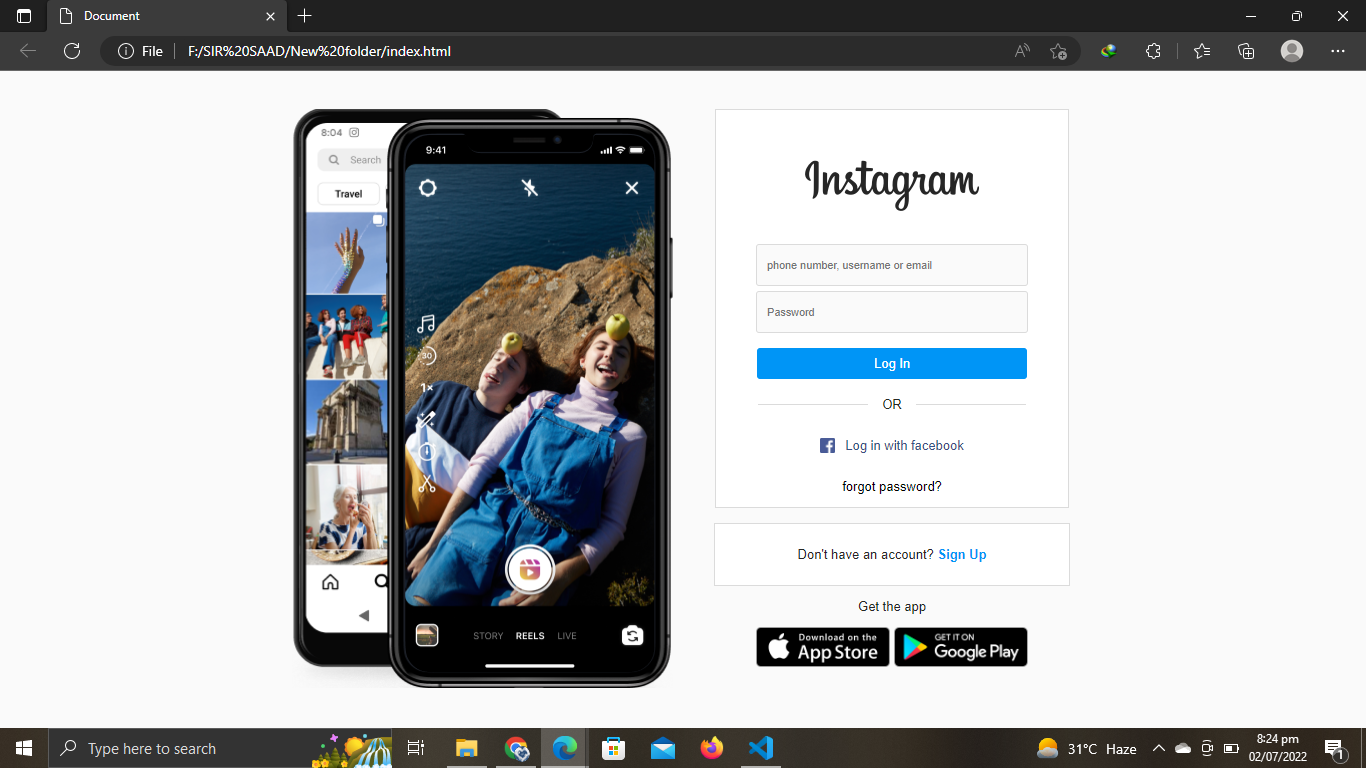 Document
File
F:/SIR%20SAAD/New%20folder/index.html
8:04
Search
Travel
9:41
30
1×
STORY REELS LIVE
Instagram
phone number, username or email
Password
Log In
OR
Log in with facebook
forgot password?
Don't have an account? Sign Up
Get the app
Download on the
App Store
GET IT ON
Google Play
Type here to search
31°C Haze
8:24 pm
02/07/2022
1